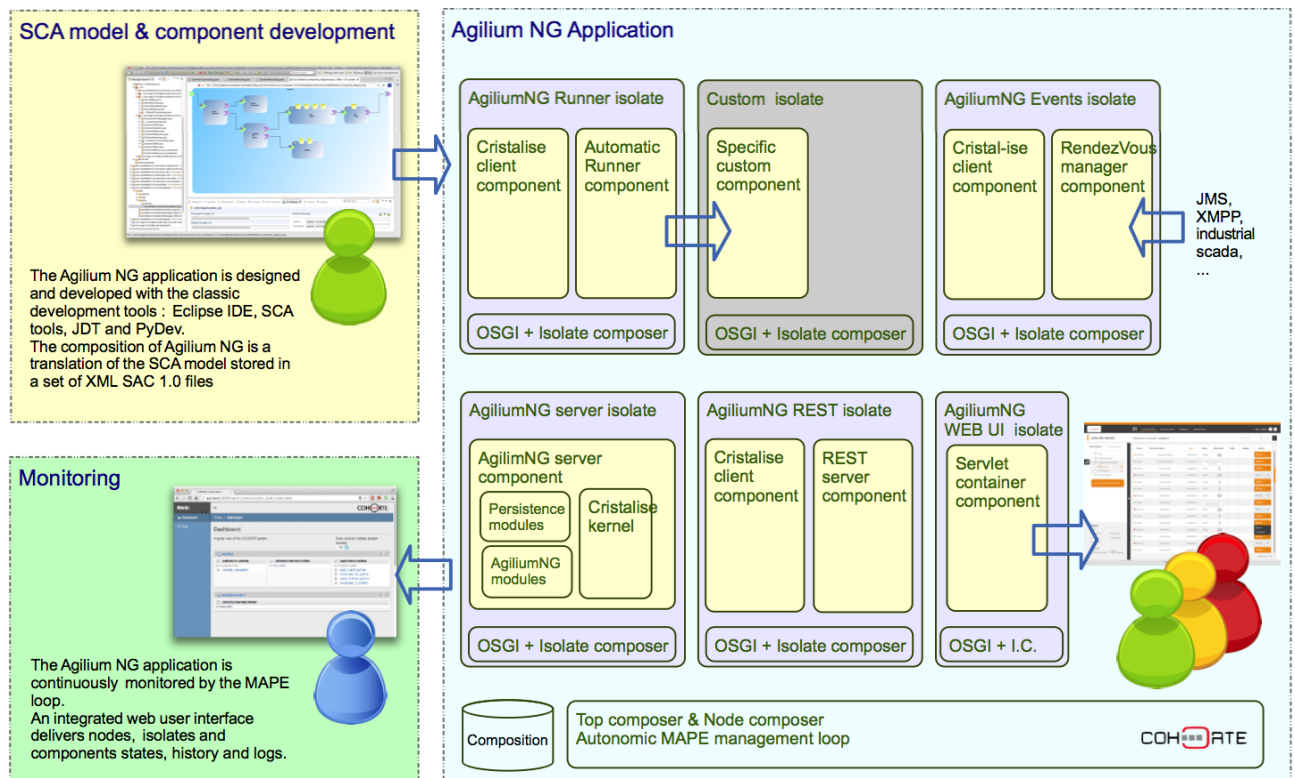 SCA model & component development
The Agilium NG application is designed
and developed with the classic
development tools : Eclipse IDE, SCA
tools, JDT and PyDev.
The composition of Agilium NG is a
translation of the SCA model stored in
a set of XML SAC 1.0 files
Monitoring
COHORTE
Dashboard
The Agilium NG application is
continuously monitored by the MAPE
loop.
An integrated web user interface
delivers nodes, isolates and
components states, history and logs.
Agilium NG Application
AgiliumNG Runner isolate
Cristalise
client
component
Automatic
Runner
component
OSGI + Isolate composer
Custom isolate
Specific
custom
component
OSGI + Isolate composer
AgiliumNG Events isolate
Cristal-ise
client
component
RendezVous
manager
component
OSGI + Isolate composer
JMS,
XMPP,
industrial
scada,
...
AgiliumNG server isolate
AgilimNG server
component
Persistence
modules
AgiliumNG
modules
Cristalise
kernel
OSGI + Isolate composer
AgiliumNG REST isolate
Cristalise
client
component
REST
server
component
OSGI + Isolate composer
AgiliumNG
WEB UI isolate
Servlet
container
component
OSGI + I.C.
Composition
Top composer & Node composer
Autonomic MAPE management loop
COHORTE